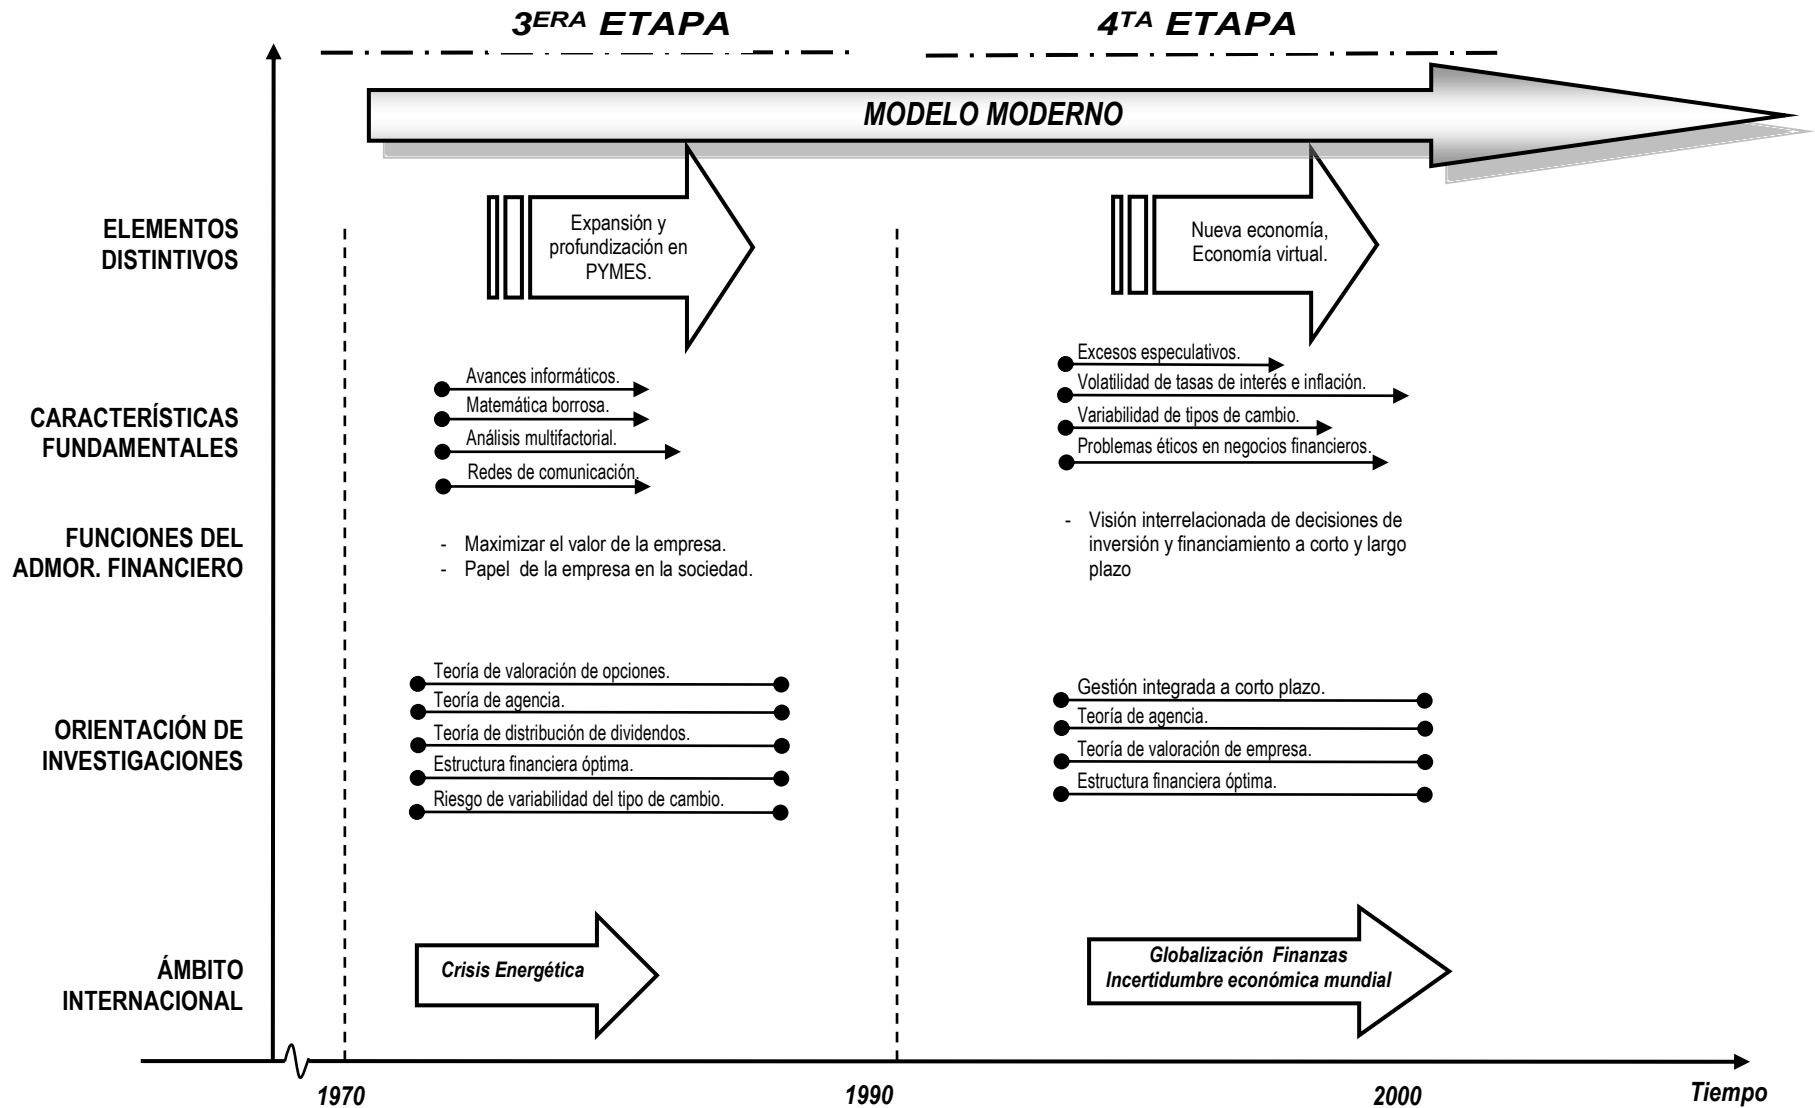 3ERA ETAPA
4TA ETAPA
MODELO MODERNO
ELEMENTOS
DISTINTIVOS
Expansión y
profundización en
PYMES.
Nueva economía,
Economía virtual.
CARACTERÍSTICAS
FUNDAMENTALES
Avances informáticos.
Matemática borrosa.
Análisis multifactorial.
Redes de comunicación.
Excesos especulativos.
Volatilidad de tasas de interés e inflación.
Variabilidad de tipos de cambio.
Problemas éticos en negocios financieros.
FUNCIONES DEL
ADMOR. FINANCIERO
- Maximizar el valor de la empresa.
- Papel de la empresa en la sociedad.
- Visión interrelacionada de decisiones de
inversión y financiamiento a corto y largo
plazo
ORIENTACIÓN DE
INVESTIGACIONES
Teoría de valoración de opciones.
Teoría de agencia.
Teoría de distribución de dividendos.
Estructura financiera óptima.
Riesgo de variabilidad del tipo de cambio.
Gestión integrada a corto plazo.
Teoría de agencia.
Teoría de valoración de empresa.
Estructura financiera óptima.
ÁMBITO
INTERNACIONAL
Crisis Energética
Globalización Finanzas
Incertidumbre económica mundial
1970
1990
2000
Tiempo